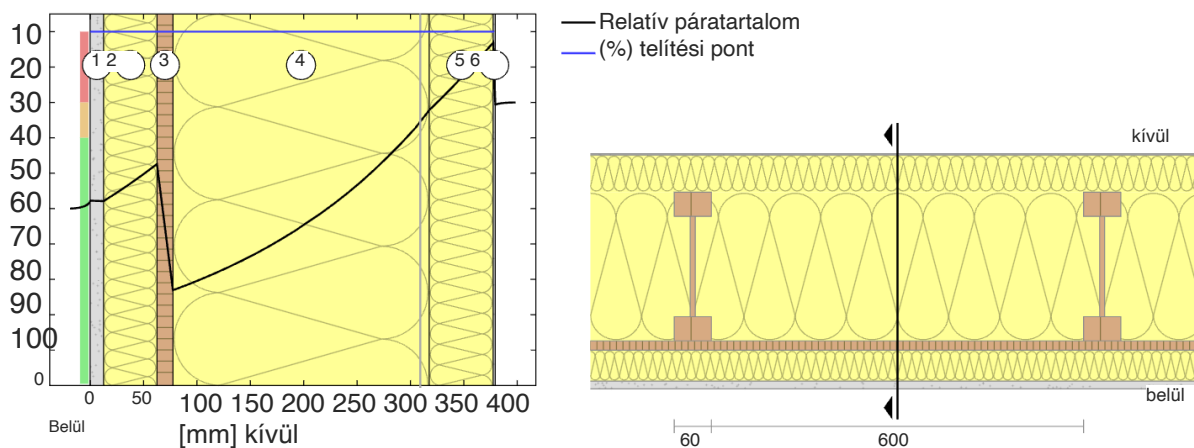 Relatív páratartalom
(%) telítési pont
10
20
30
40
50
60
70
80
90
100
0
1 2 3 4 5 6
0 50 100 150 200 250 300 350 400
Belül
[mm] kívül
kívül
belül
60 600